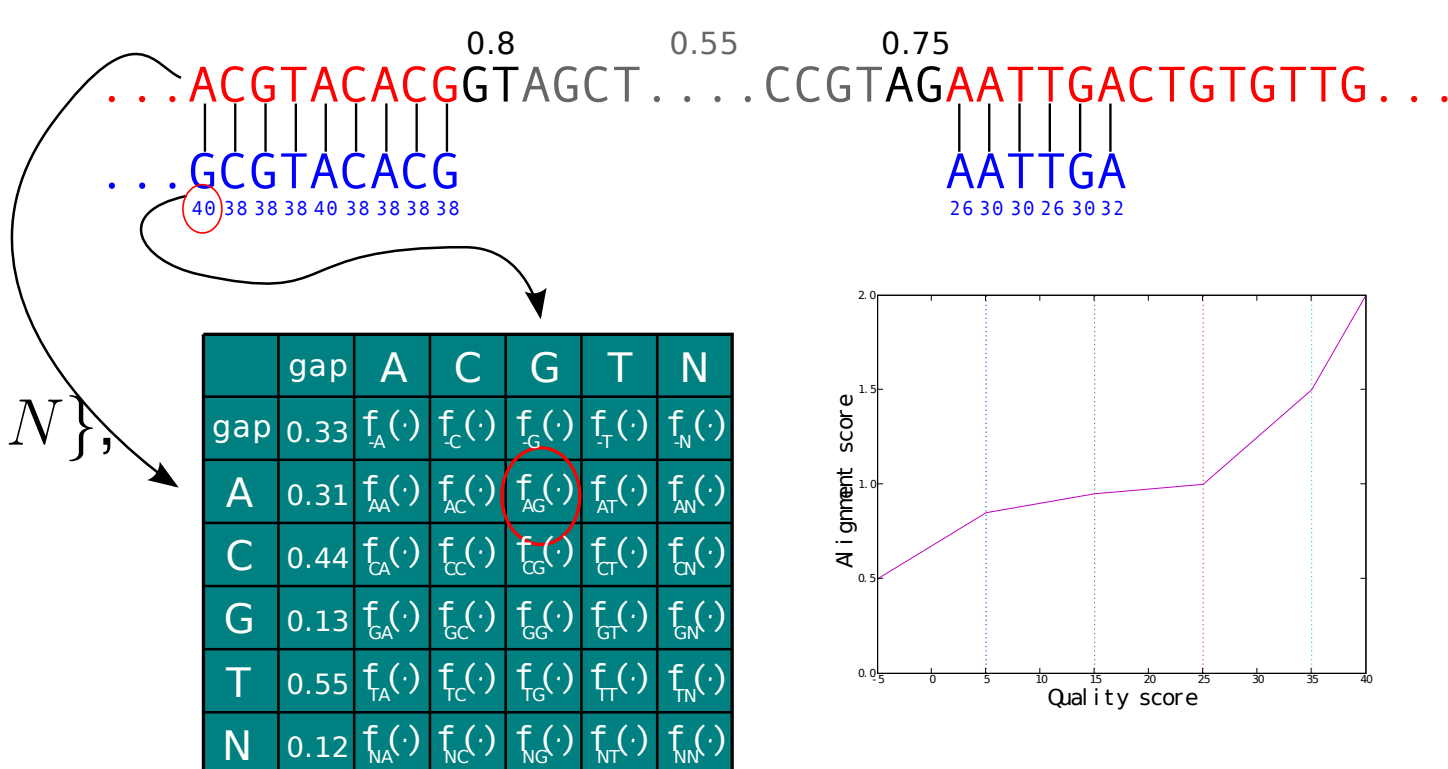 0.8 0.55 0.75
...ACGTACACGGTAGCT....CCGTAGAATTGACTGTGTTG...
...GCGTACACG AATTGA
40 38 38 38 40 38 38 38 38 26 30 30 26 30 32
N},
gap A C G T N
gap 0.33 f-A(·) f-C(·) f-G(·) f-T(·) f-N(·)
A 0.31 fAA(·) fAC(·) fAG(·) fAT(·) fAN(·)
C 0.44 fCA(·) fCC(·) fCG(·) fCT(·) fCN(·)
G 0.13 fGA(·) fGC(·) fGG(·) fGT(·) fGN(·)
T 0.55 fTA(·) fTC(·) fTG(·) fTT(·) fTN(·)
N 0.12 fNA(·) fNC(·) fNG(·) fNT(·) fNN(·)
Alignment score
2.0
1.5
1.0
0.5
0.0
-5 0 5 10 15 20 25 30 35 40
Quality score